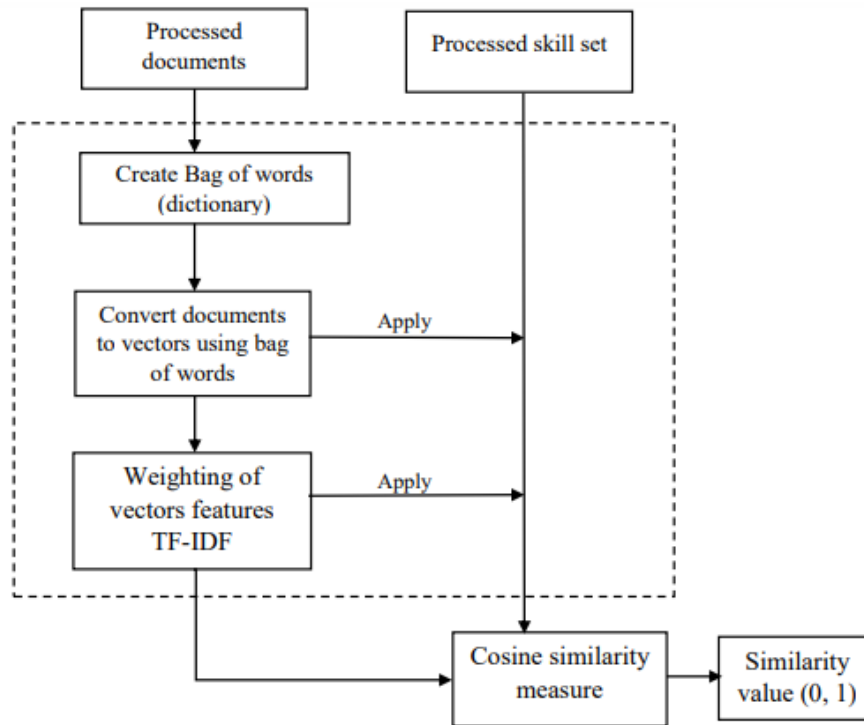 Processed
documents
Processed skill set
Create Bag of words
(dictionary)
Convert documents
to vectors using bag
of words
Apply
Weighting of
vectors features
TF-IDF
Apply
Cosine similarity
measure
Similarity
value (0, 1)